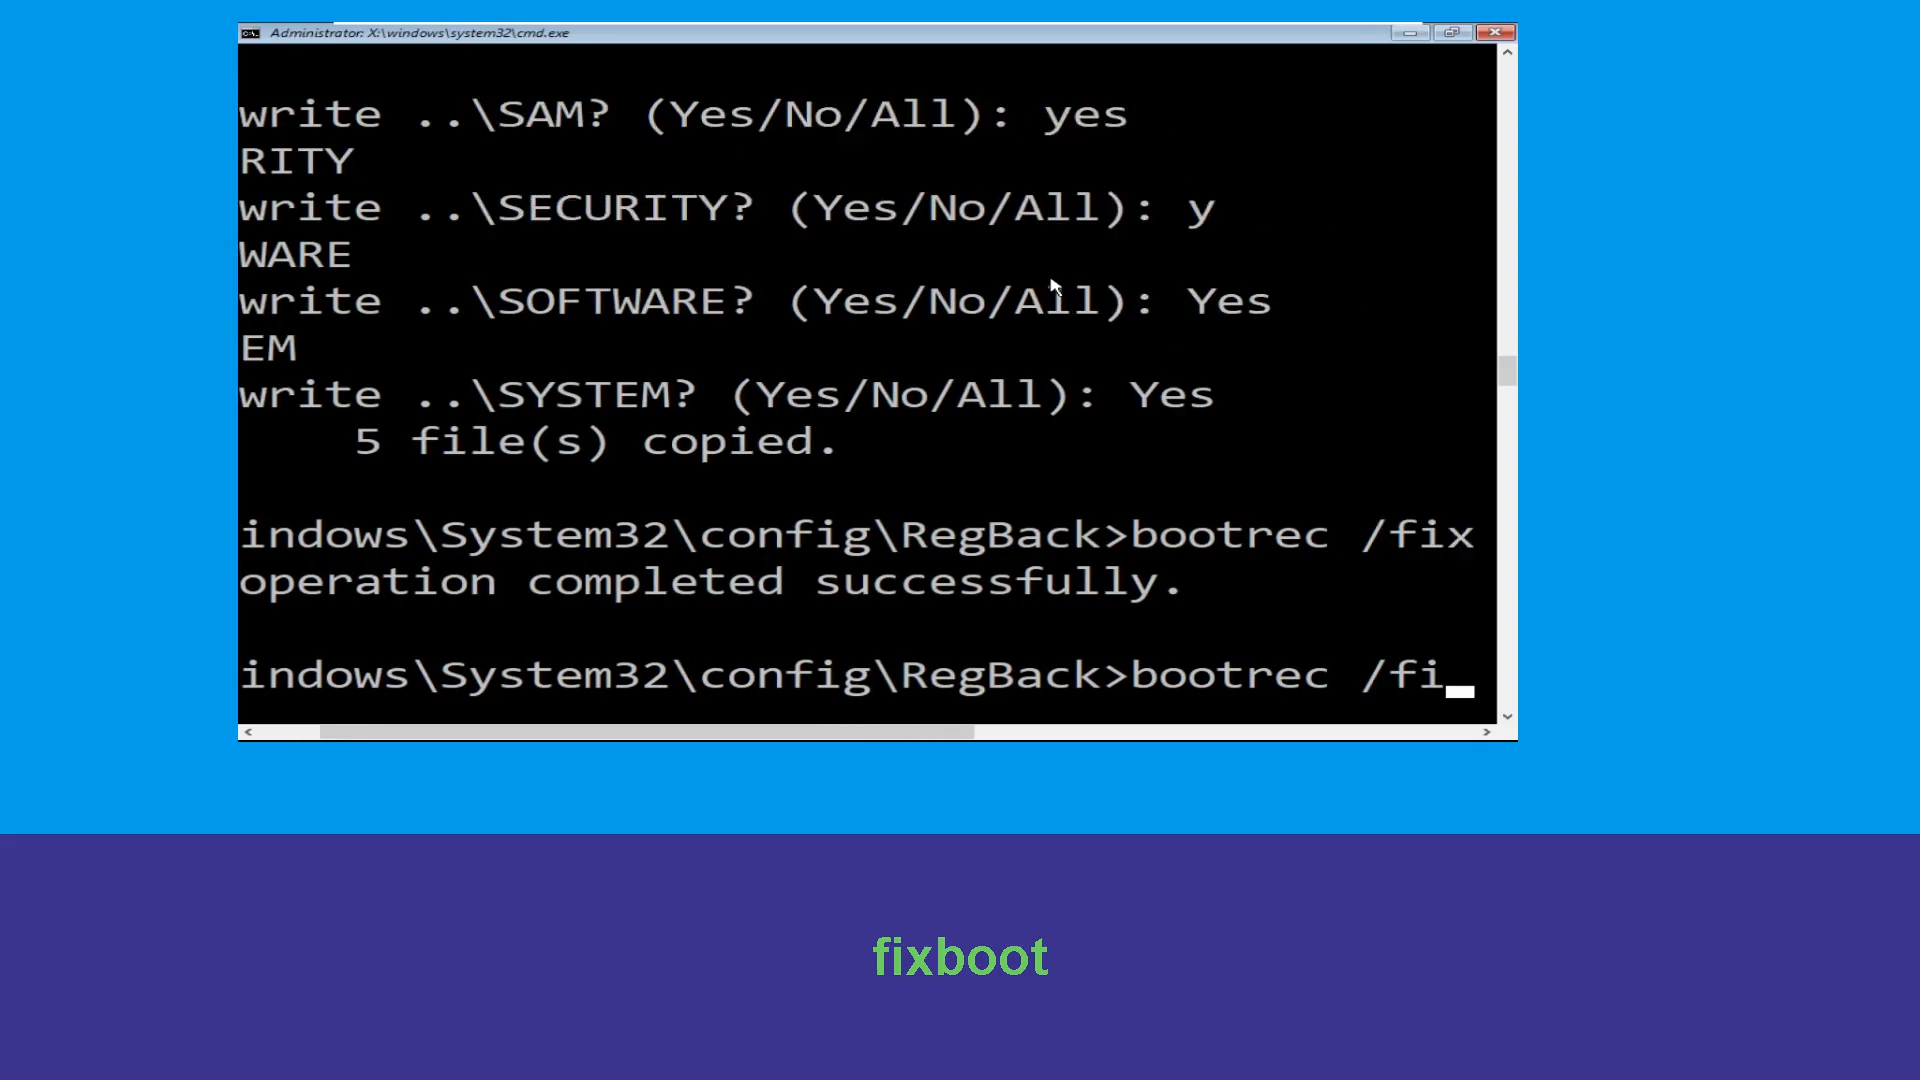 Administrator: X:\windows\system32\cmd.exe
write ..\SAM? (Yes/No/All): yes
RITY
write ..\SECURITY? (Yes/No/All): y
WARE
write ..\SOFTWARE? (Yes/No/All): Yes
EM
write ..\SYSTEM? (Yes/No/All): Yes
5 file(s) copied.
indows\System32\config\RegBack>bootrec /fix
operation completed successfully.
indows\System32\config\RegBack>bootrec /fi
fixboot